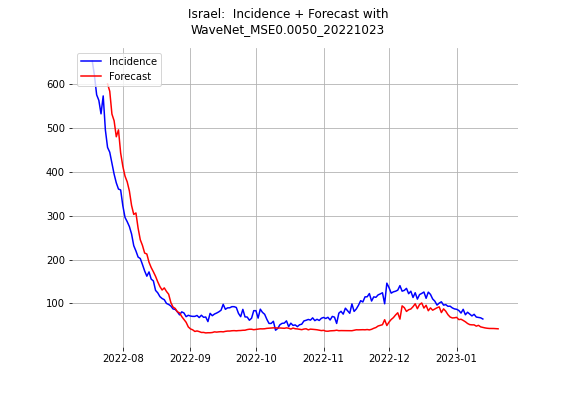 Israel:  Incidence + Forecast with
WaveNet_MSE0.0050_20221023
Incidence
Forecast
600
500
400
300
200
100
2022-08 2022-09 2022-10 2022-11 2022-12 2023-01